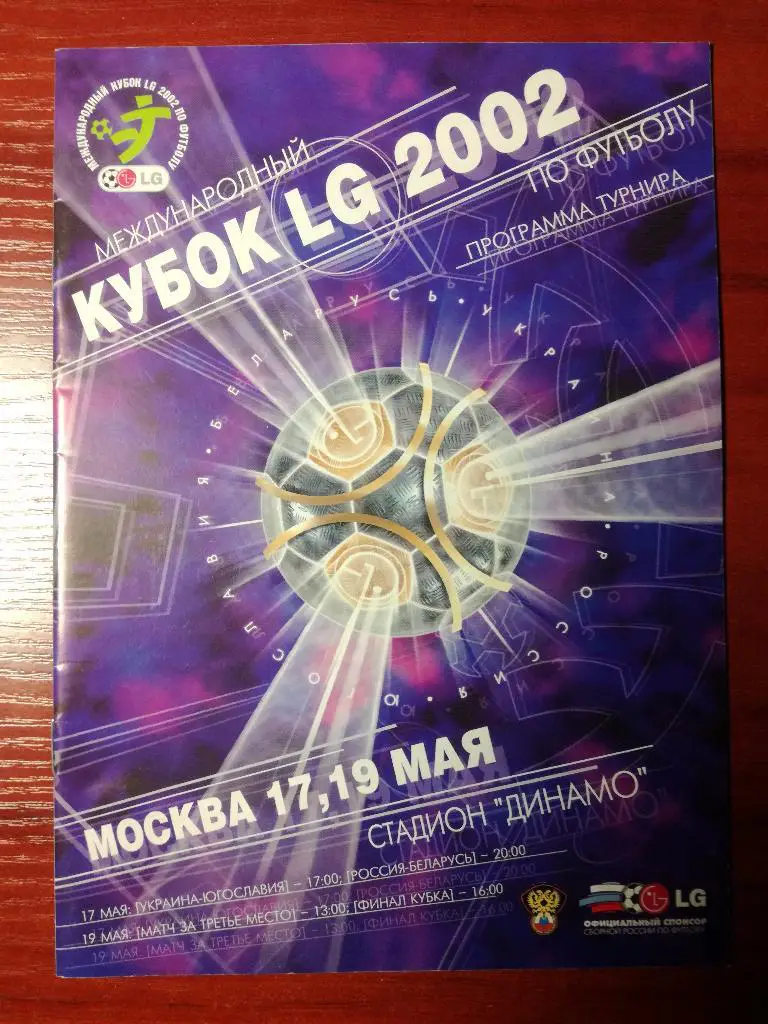 МЕЖДУНАРОДНЫЙ КУБОК LG 2002 ПО ФУТБОЛУ
LG
МЕЖДУНАРОДНЫЙ
КУБОК LG 2002
ПО ФУТБОЛУ
ПРОГРАММА ТУРНИРА
БЕЛАРУСЬ • УКРАИНА • РОССИЯ • ЮГОСЛАВИЯ •
МОСКВА 17,19 МАЯ
СТАДИОН "ДИНАМО"
17 МАЯ: [УКРАИНА-ЮГОСЛАВИЯ] – 17:00; [РОССИЯ-БЕЛАРУСЬ] – 20:00
19 МАЯ: [МАТЧ ЗА ТРЕТЬЕ МЕСТО] – 13:00; [ФИНАЛ КУБКА] – 16:00
LG
ОФИЦИАЛЬНЫЙ СПОНСОР
СБОРНОЙ РОССИИ ПО ФУТБОЛУ